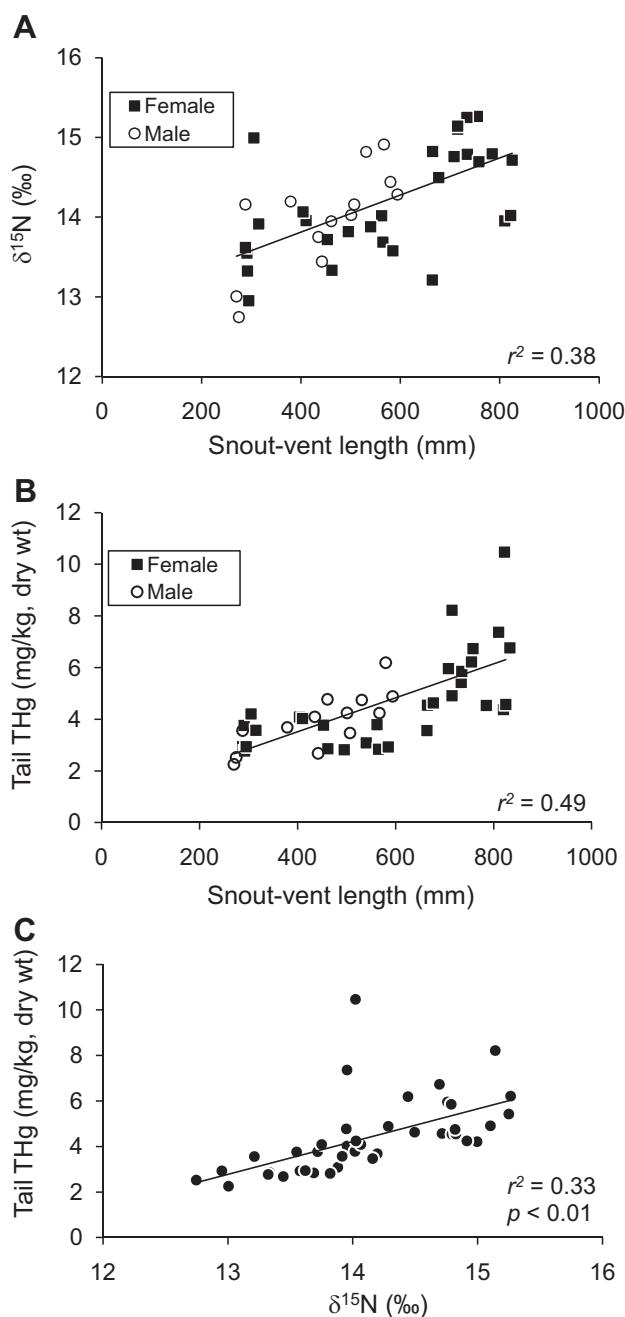 A
16
Female
Male
15
14
13
12
δ15N (‰)
r2 = 0.38
0 200 400 600 800 1000
Snout-vent length (mm)
B
12
10
Female
Male
8
6
4
2
0
Tail THg (mg/kg, dry wt)
r2 = 0.49
0 200 400 600 800 1000
Snout-vent length (mm)
C
12
10
8
6
4
2
0
Tail THg (mg/kg, dry wt)
r2 = 0.33
p < 0.01
12 13 14 15 16
δ15N (‰)